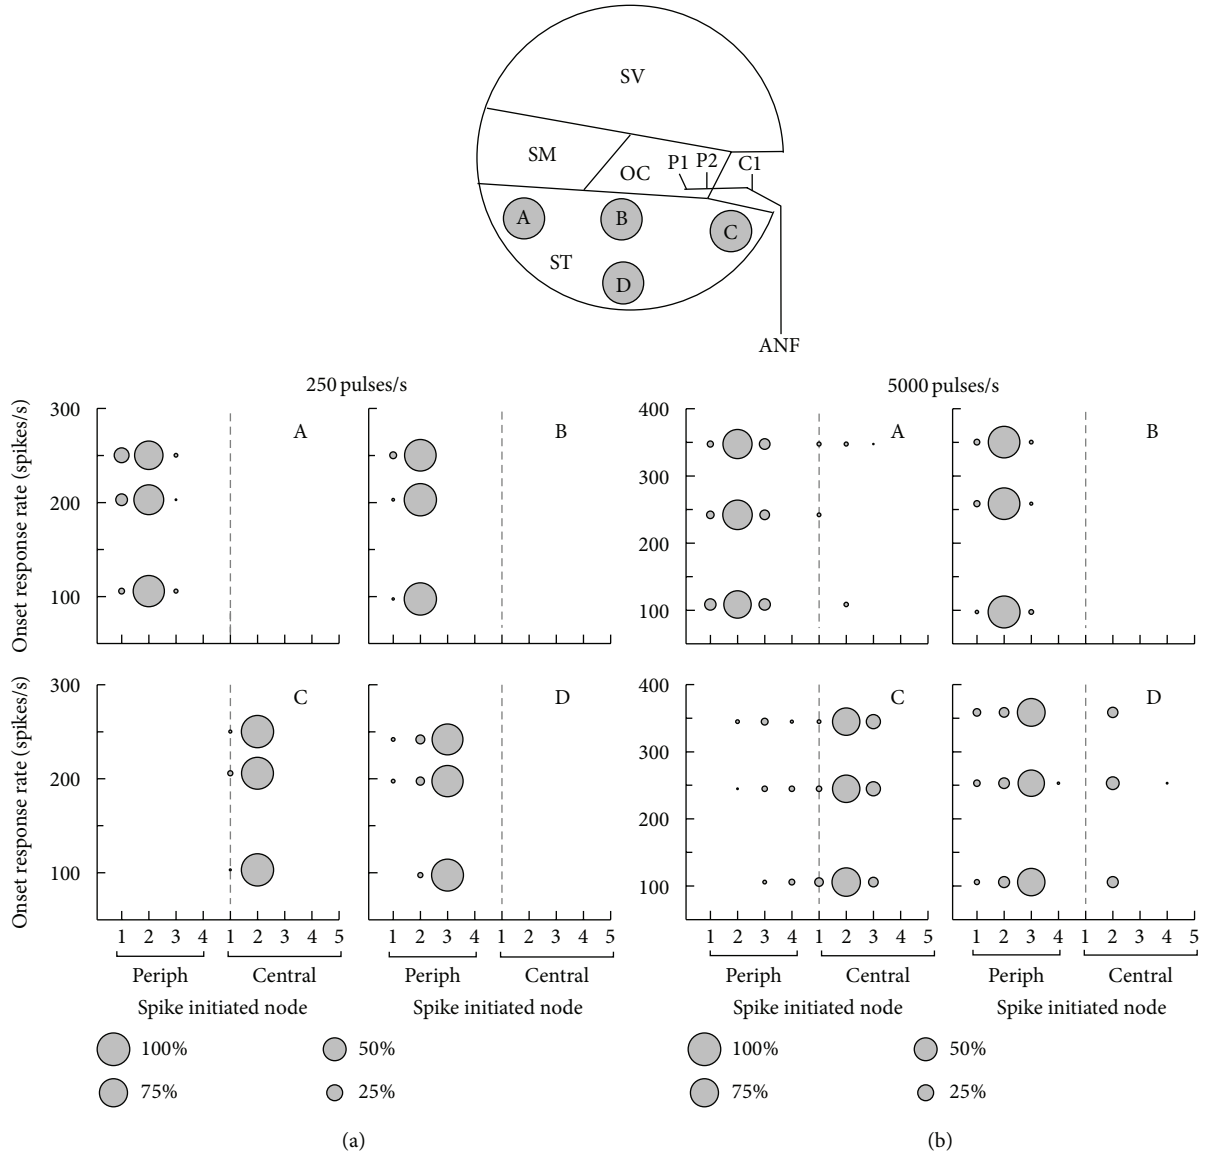 SV
SM
OC
P1 P2 C1
A B C
ST
D
ANF
250 pulses/s
5000 pulses/s
Onset response rate (spikes/s)
300
200
100
A
B
400
300
200
100
A
B
Onset response rate (spikes/s)
300
200
100
C
D
400
300
200
100
C
D
1 2 3 4 1 2 3 4 5
1 2 3 4 1 2 3 4 5
1 2 3 4 1 2 3 4 5
1 2 3 4 1 2 3 4 5
Periph Central
Periph Central
Periph Central
Periph Central
Spike initiated node
Spike initiated node
Spike initiated node
Spike initiated node
100% 50%
100% 50%
75% 25%
75% 25%
(a)
(b)